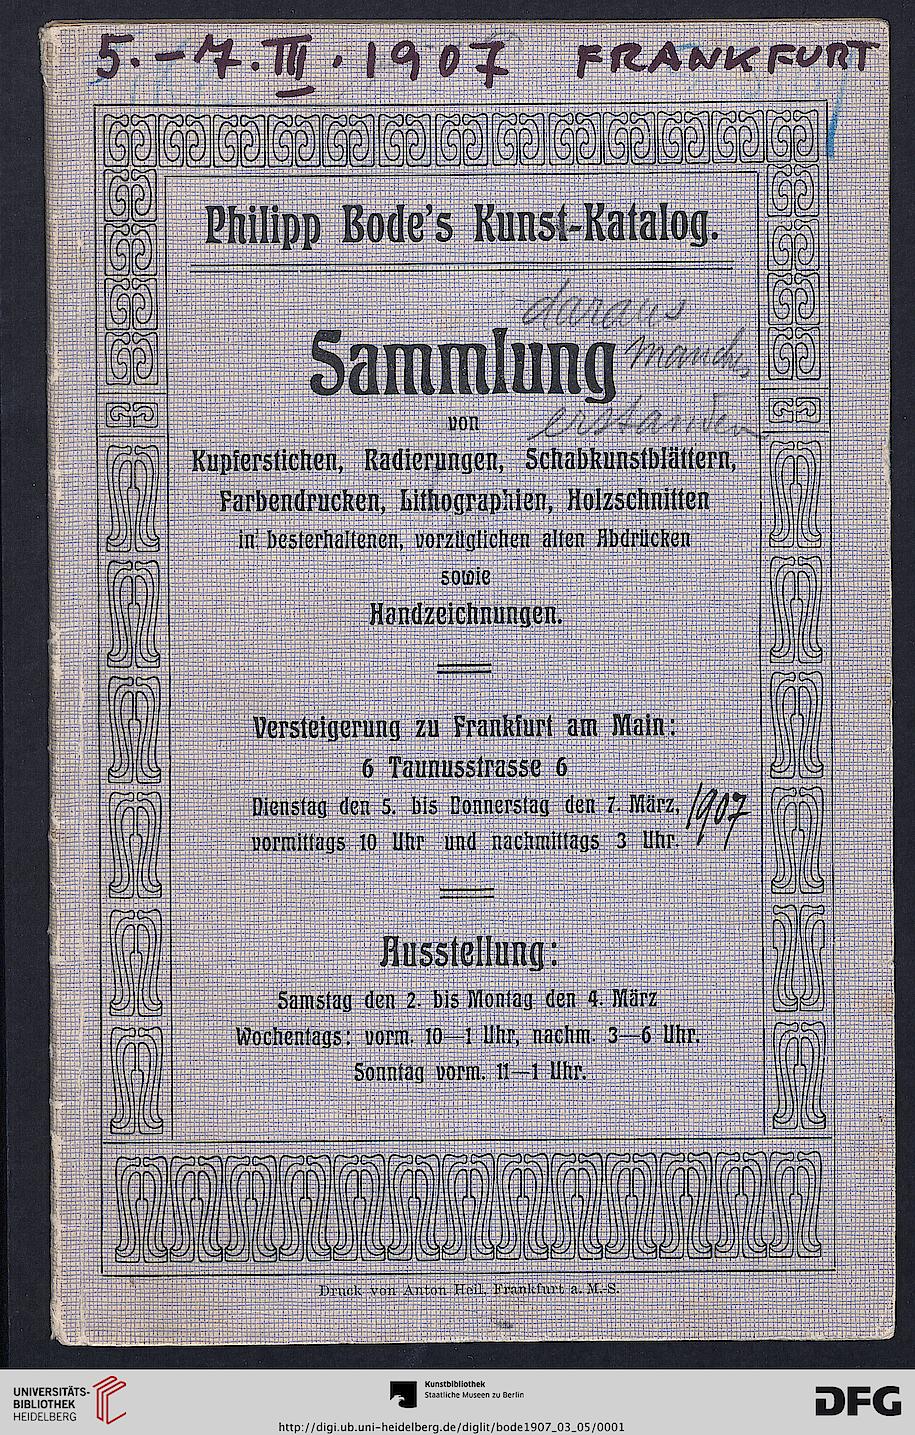 5.–7. III. 1907 FRANKFURT
Philipp Bode's Kunst-Katalog.
daraus
Sammlung manches
von erstanden
Kupferstichen, Radierungen, Schabkunstblättern,
Farbendrucken, Lithographien, Holzschnitten
in besterhaltenen, vorzüglichen alten Abdrücken
sowie
Handzeichnungen.
Versteigerung zu Frankfurt am Main:
6 Taunusstrasse 6
Dienstag den 5. bis Donnerstag den 7. März, 1907
vormittags 10 Uhr und nachmittags 3 Uhr.
Ausstellung:
Samstag den 2. bis Montag den 4. März
Wochentags: vorm. 10—1 Uhr, nachm. 3—6 Uhr.
Sonntag vorm. 11—1 Uhr.
Druck von Anton Heil, Frankfurt a. M.-S.
UNIVERSITÄTS-
BIBLIOTHEK
HEIDELBERG
Kunstbibliothek
Staatliche Museen zu Berlin
DFG
http://digi.ub.uni-heidelberg.de/diglit/bode1907_03_05/0001